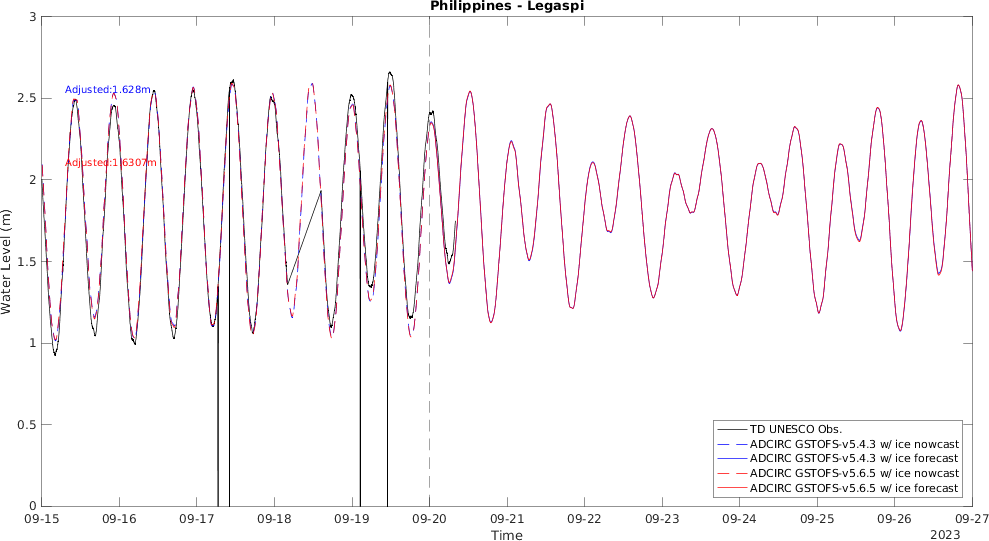 Philippines - Legaspi
3
2.5
2
1.5
1
0.5
0
Water Level (m)
Adjusted:1.628m
Adjusted:1.6307m
TD UNESCO Obs.
ADCIRC GSTOFS-v5.4.3 w/ ice nowcast
ADCIRC GSTOFS-v5.4.3 w/ ice forecast
ADCIRC GSTOFS-v5.6.5 w/ ice nowcast
ADCIRC GSTOFS-v5.6.5 w/ ice forecast
09-15 09-16 09-17 09-18 09-19 09-20 09-21 09-22 09-23 09-24 09-25 09-26 09-27
Time
2023